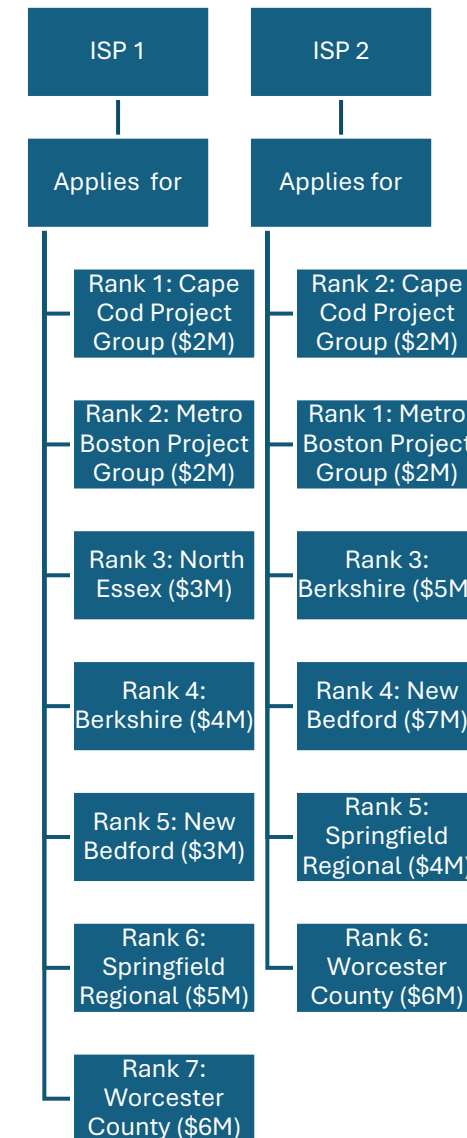 ISP 1
Applies for
Rank 1: Cape
Cod Project
Group ($2M)
Rank 2: Metro
Boston Project
Group ($2M)
Rank 3: North
Essex ($3M)
Rank 4:
Berkshire ($4M)
Rank 5: New
Bedford ($3M)
Rank 6:
Springfield
Regional ($5M)
Rank 7:
Worcester
County ($6M)
ISP 2
Applies for
Rank 2: Cape
Cod Project
Group ($2M)
Rank 1: Metro
Boston Project
Group ($2M)
Rank 3:
Berkshire ($5M
Rank 4: New
Bedford ($7M)
Rank 5:
Springfield
Regional ($4M)
Rank 6:
Worcester
County ($6M)